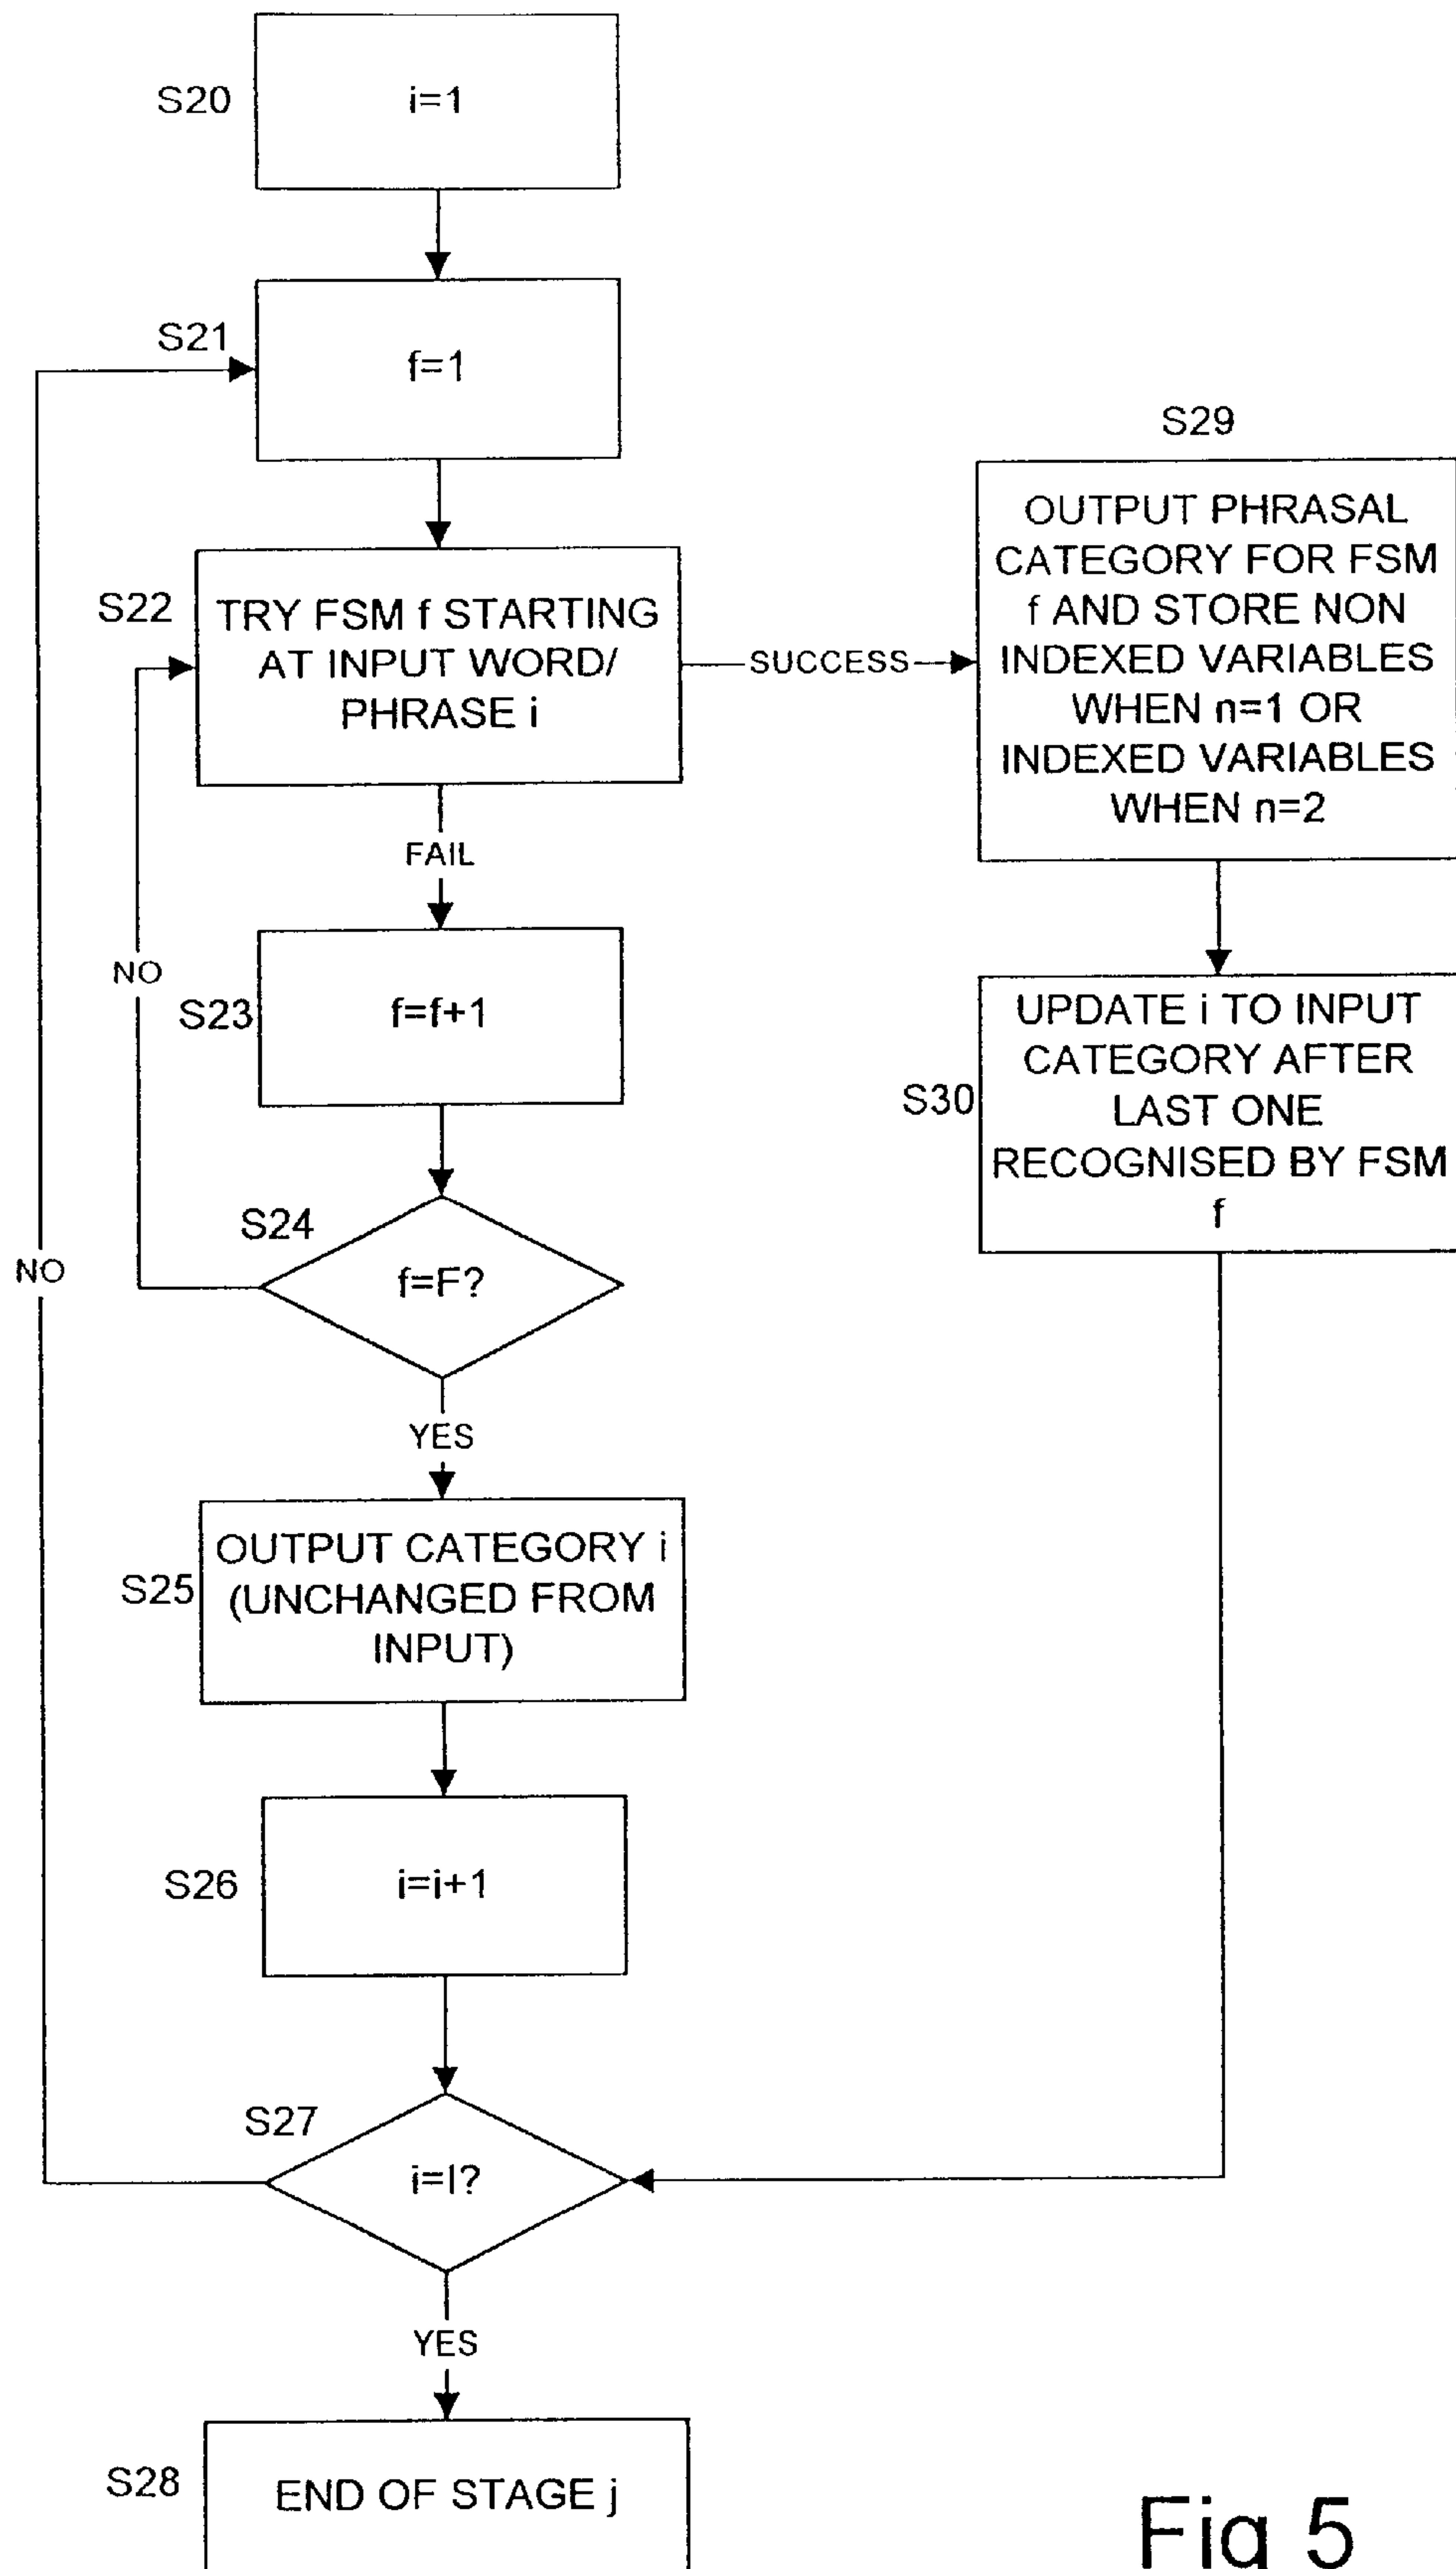 S20
i=1
S21
f=1
S22
TRY FSM f STARTING
AT INPUT WORD/
PHRASE i
SUCCESS
S29
OUTPUT PHRASAL
CATEGORY FOR FSM
f AND STORE NON
INDEXED VARIABLES
WHEN n=1 OR
INDEXED VARIABLES
WHEN n=2
FAIL
NO
S23
f=f+1
S30
UPDATE i TO INPUT
CATEGORY AFTER
LAST ONE
RECOGNISED BY FSM
f
S24
f=F?
NO
YES
S25
OUTPUT CATEGORY i
(UNCHANGED FROM
INPUT)
S26
i=i+1
S27
i=I?
YES
S28
END OF STAGE j
Fig 5